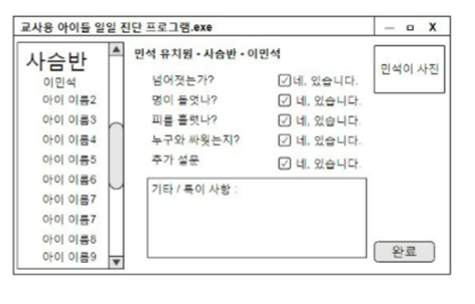 교사용 아이들 일일 진단 프로그램.exe
사슴반
이민석
아이 이름2
아이 이름3
아이 이름4
아이 이름5
아이 이름6
아이 이름7
아이 이름7
아이 이름8
아이 이름9
민석 유치원 - 사슴반 - 이민석
넘어졋는가? 네, 있습니다.
멍이 들엇나? 네, 있습니다.
피를 흘렷나? 네, 있습니다.
누구와 싸웟는지? 네, 있습니다.
추가 설문 네, 있습니다.
기타 / 특이 사항 :
민석이 사진
완료